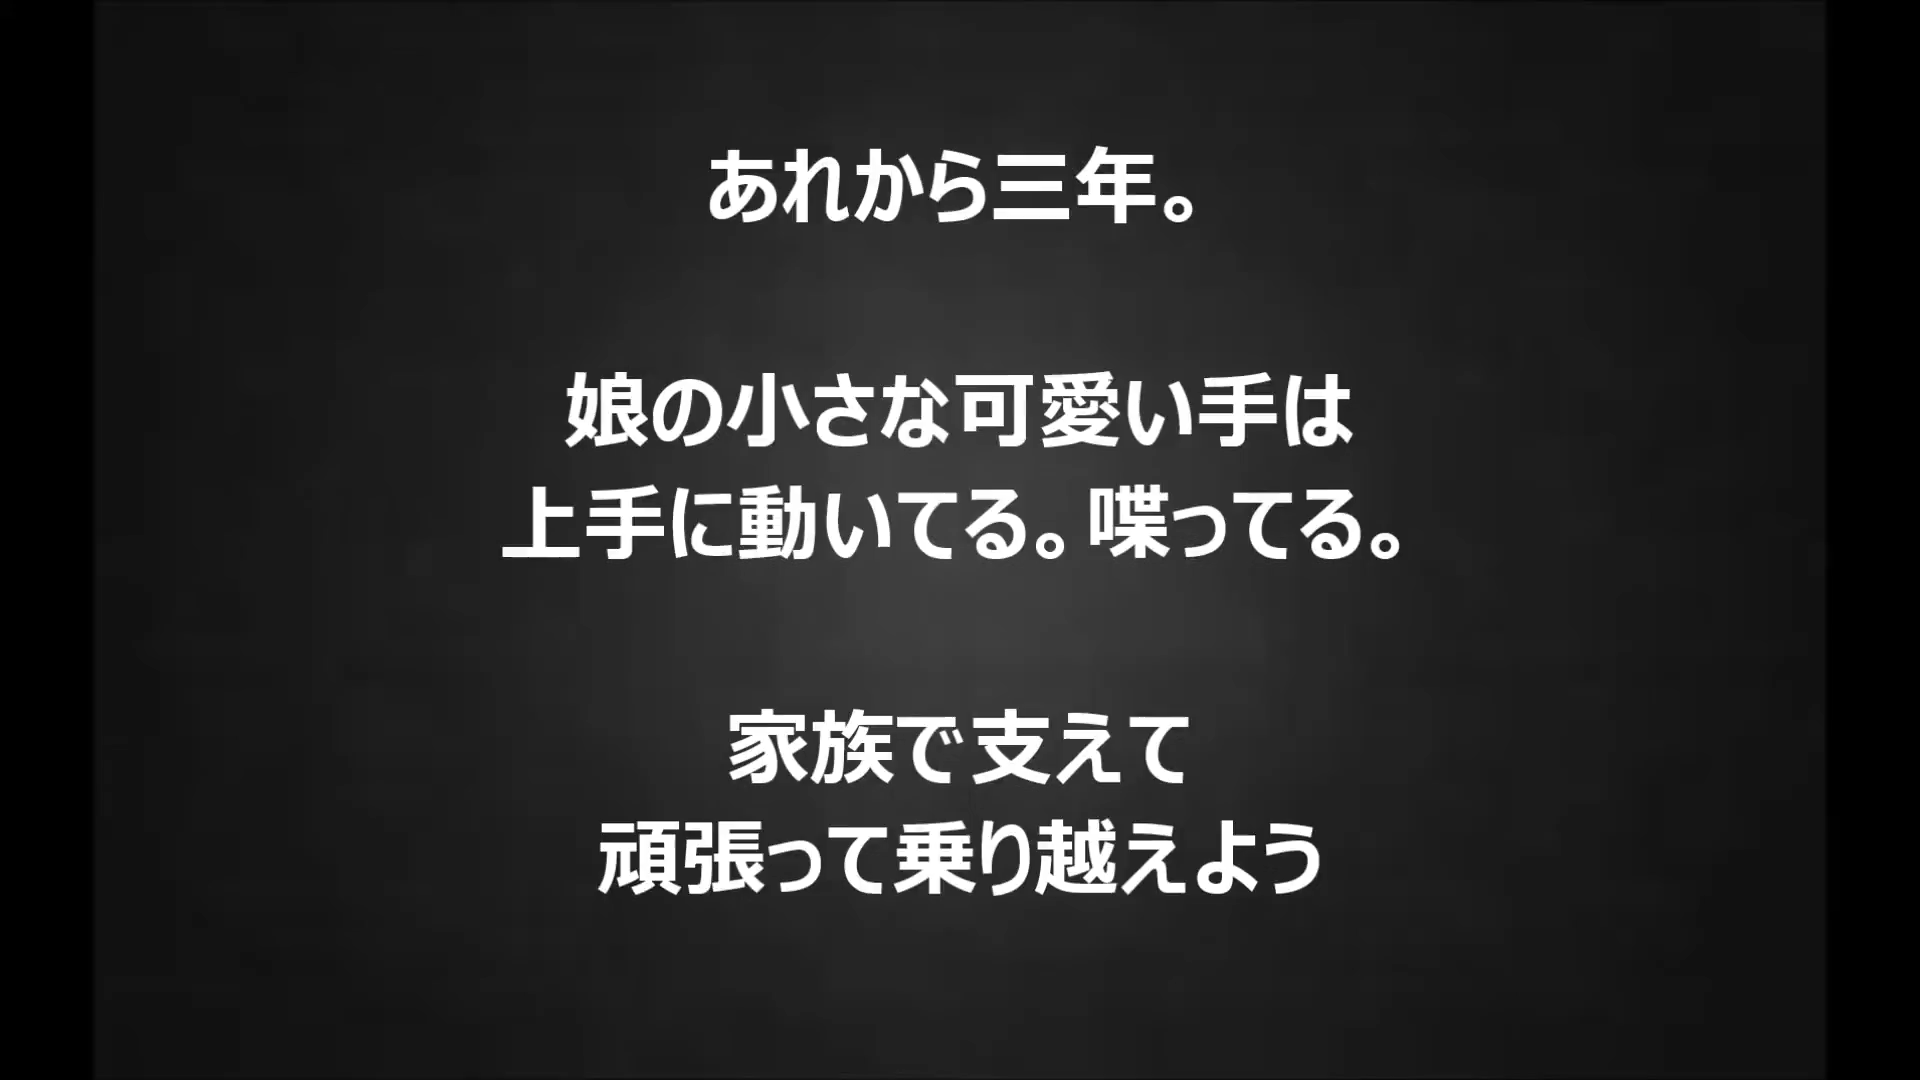 あれから三年。
娘の小さな可愛い手は
上手に動いてる。喋ってる。
家族で支えて
頑張って乗り越えよう